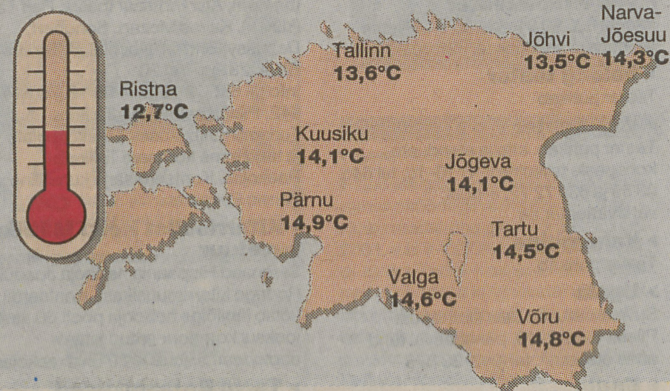 Narva-
Jõesuu
14,3°C
Jõhvi
13,5°C
Tallinn
13,6°C
Ristna
12,7°C
Kuusiku
14,1°C
Jõgeva
14,1°C
Pärnu
14,9°C
Tartu
14,5°C
Valga
14,6°C
Võru
14,8°C